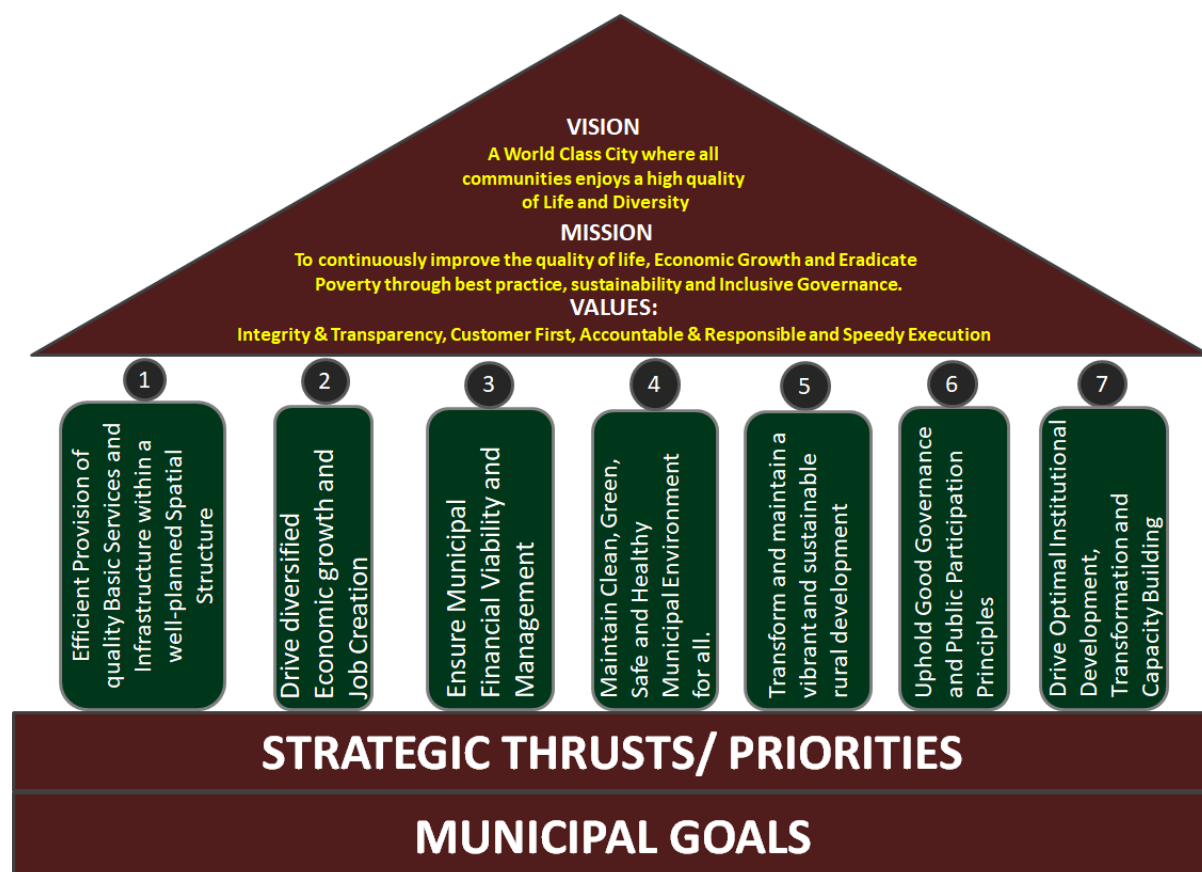 VISION
A World Class City where all
communities enjoys a high quality
of Life and Diversity
MISSION
To continuously improve the quality of life, Economic Growth and Eradicate
Poverty through best practice, sustainability and Inclusive Governance.
VALUES:
Integrity & Transparency, Customer First, Accountable & Responsible and Speedy Execution
1
Efficient Provision of
quality Basic Services and
Infrastructure within a
well-planned Spatial
Structure
2
Drive diversified
Economic growth and
Job Creation
3
Ensure Municipal
Financial Viability and
Management
4
Maintain Clean, Green,
Safe and Healthy
Municipal Environment
for all.
5
Transform and maintain a
vibrant and sustainable
rural development
6
Uphold Good Governance
and Public Participation
Principles
7
Drive Optimal Institutional
Development,
Transformation and
Capacity Building
STRATEGIC THRUSTS/ PRIORITIES
MUNICIPAL GOALS